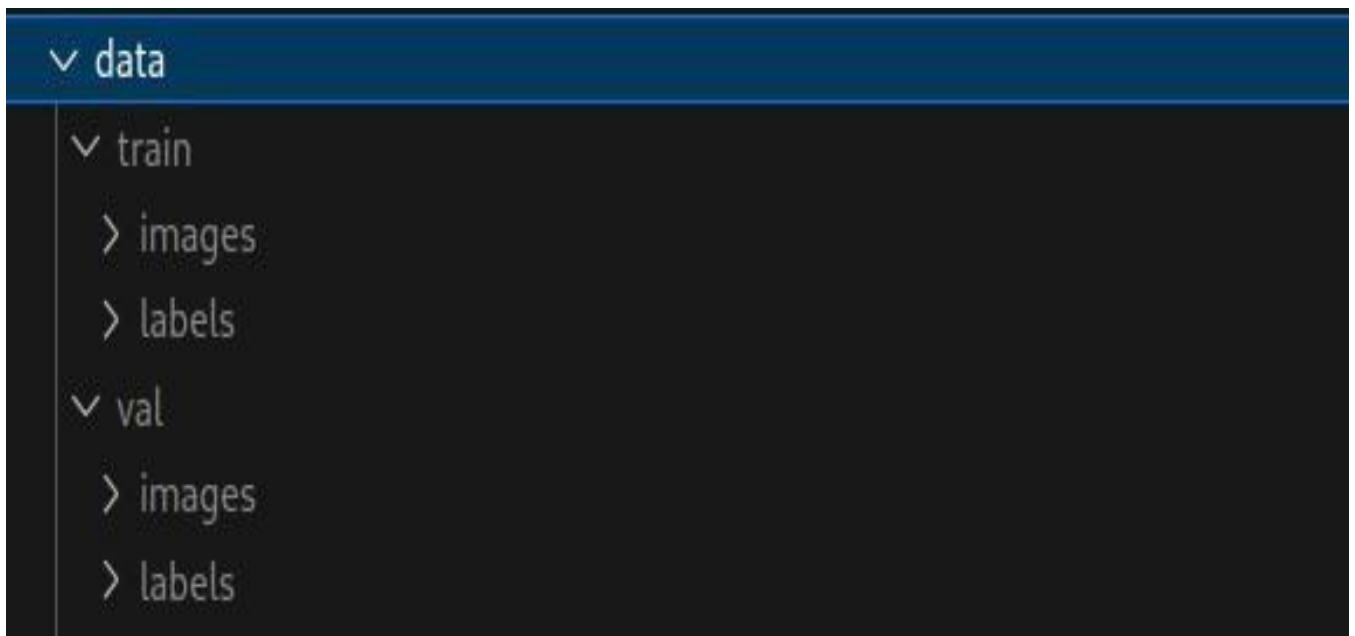 data
train
images
labels
val
images
labels